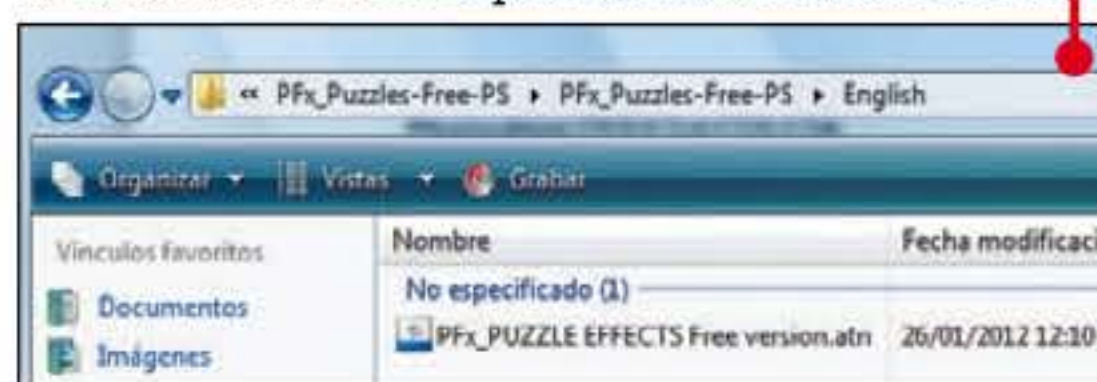 « PFx_Puzzles-Free-PS ▸ PFx_Puzzles-Free-PS ▸ English
Organizar Vistas Grabar
Vínculos favoritos
Nombre Fecha modificaci
Documentos
No especificado (1)
Imágenes
PFx_PUZZLE EFFECTS Free version.atn 26/01/2012 12:10